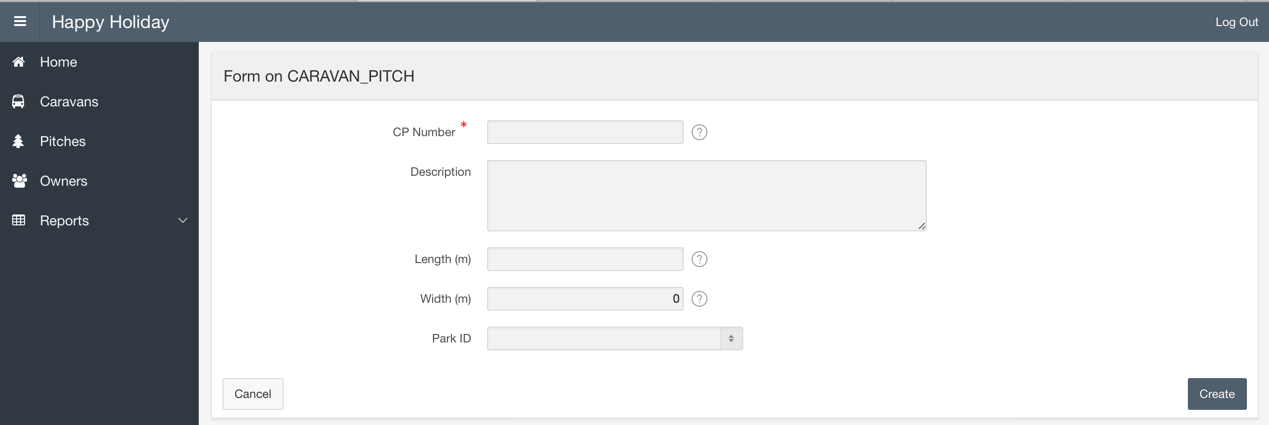 Happy Holiday
Log Out
Home
Caravans
Pitches
Owners
Reports
Form on CARAVAN_PITCH
CP Number *
?
Description
Length (m)
?
Width (m) 0
?
Park ID
Cancel
Create